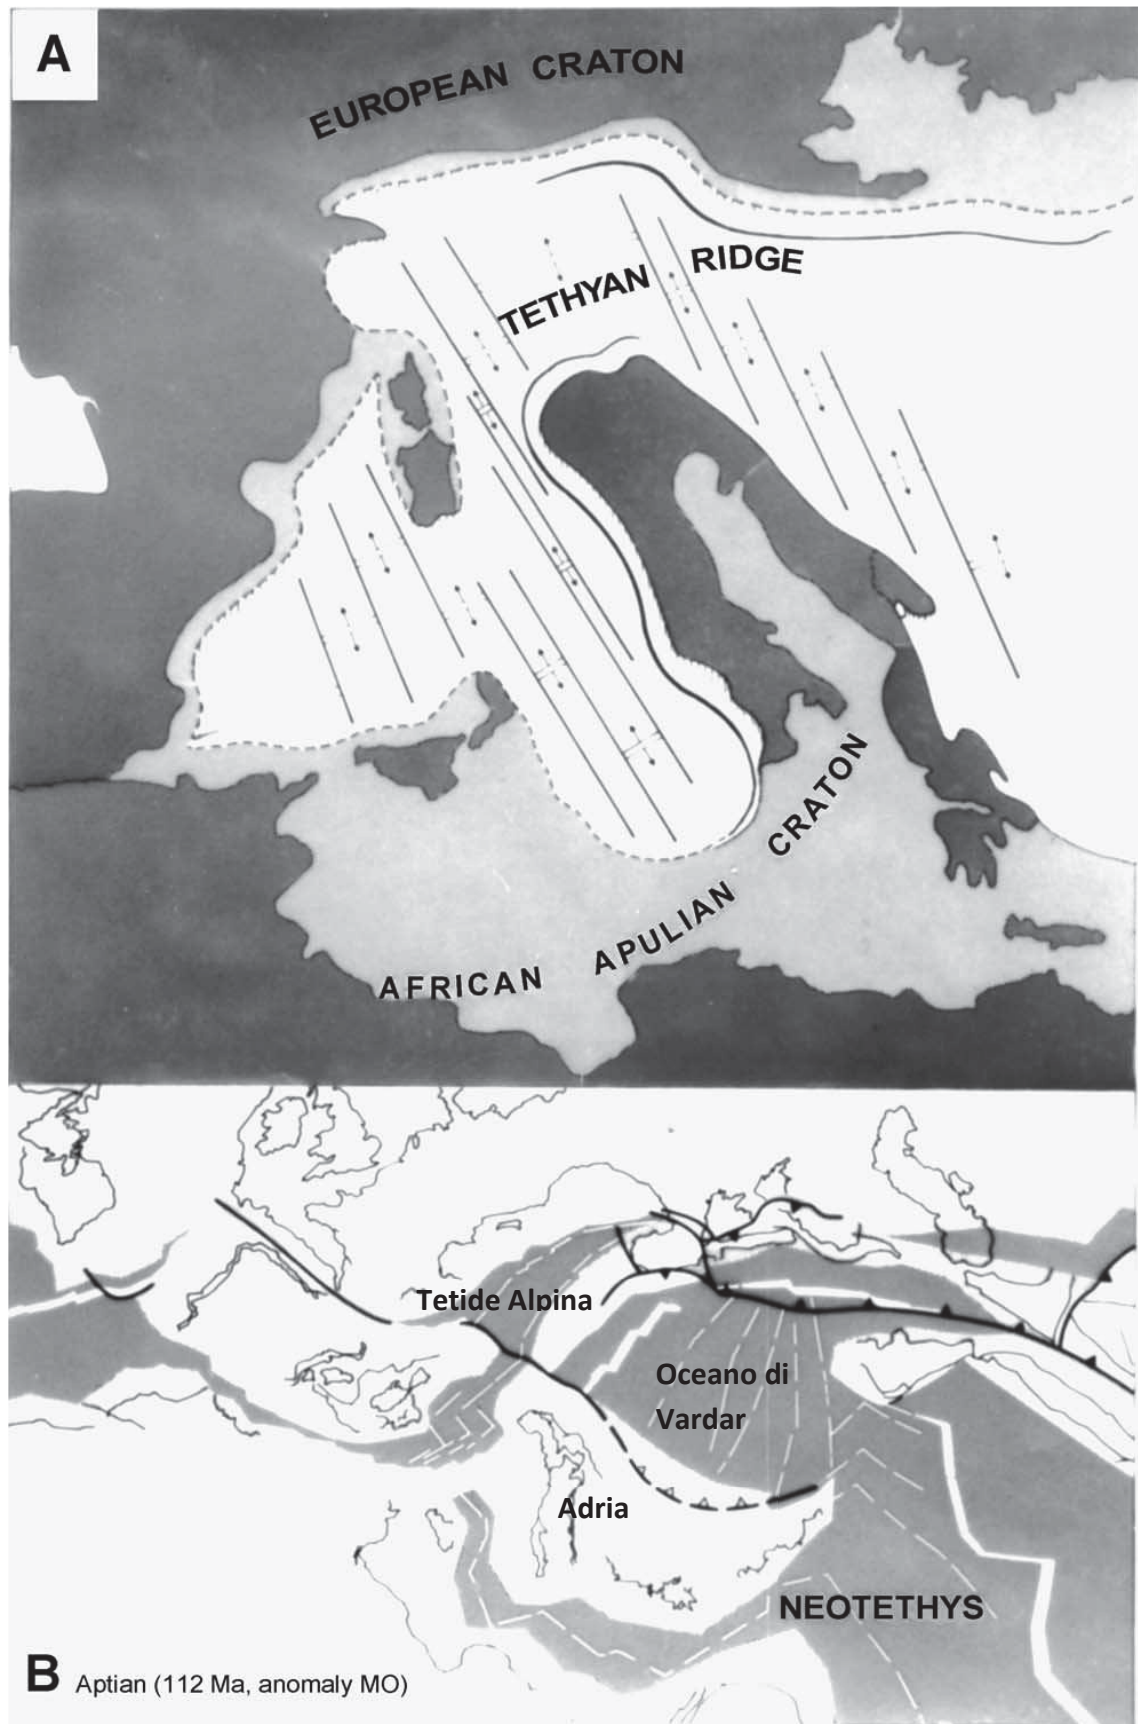 A
EUROPEAN CRATON
TETHYAN RIDGE
AFRICAN APULIAN CRATON
Tetide Alpina
Oceano di
Vardar
Adria
NEOTETHYS
B Aptian (112 Ma, anomaly MO)